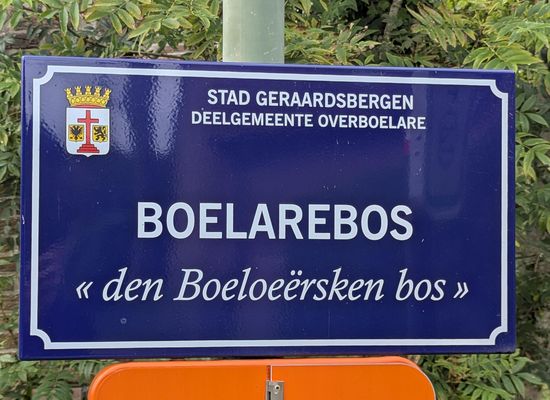 STAD GERAARDSBERGEN
DEELGEMEENTE OVERBOELARE
BOELAREBOS
« den Boeloeërsken bos »